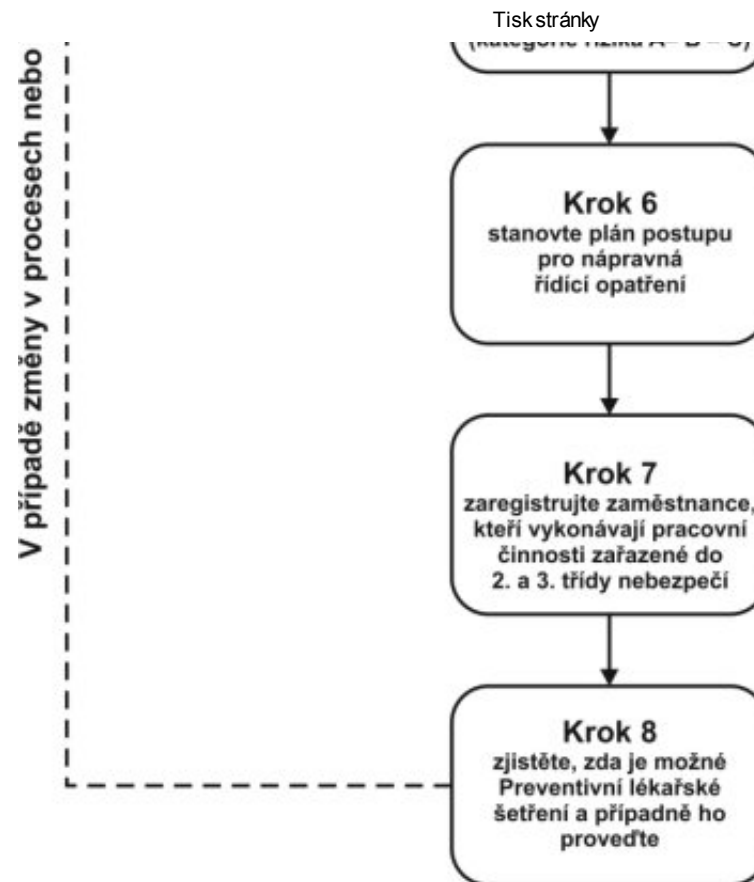 Tisk stránky
(kategorie rizika A– B – C)
V případě změny v procesech nebo
Krok 6
stanovte plán postupu
pro nápravná
řídící opatření
Krok 7
zaregistrujte zaměstnance,
kteří vykonávají pracovní
činnosti zařazené do
2. a 3. třídy nebezpečí
Krok 8
zjistěte, zda je možné
Preventivní lékařské
šetření a případně ho
proveďte